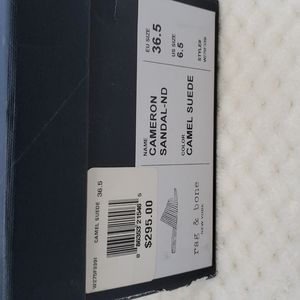 EU SIZE
36.5
US SIZE
6.5
STYLE#
NAME
CAMERON
SANDAL-ND
COLOR
CAMEL SUEDE
rag & bone
NEW YORK
CAMEL SUEDE 36.5
$295.00